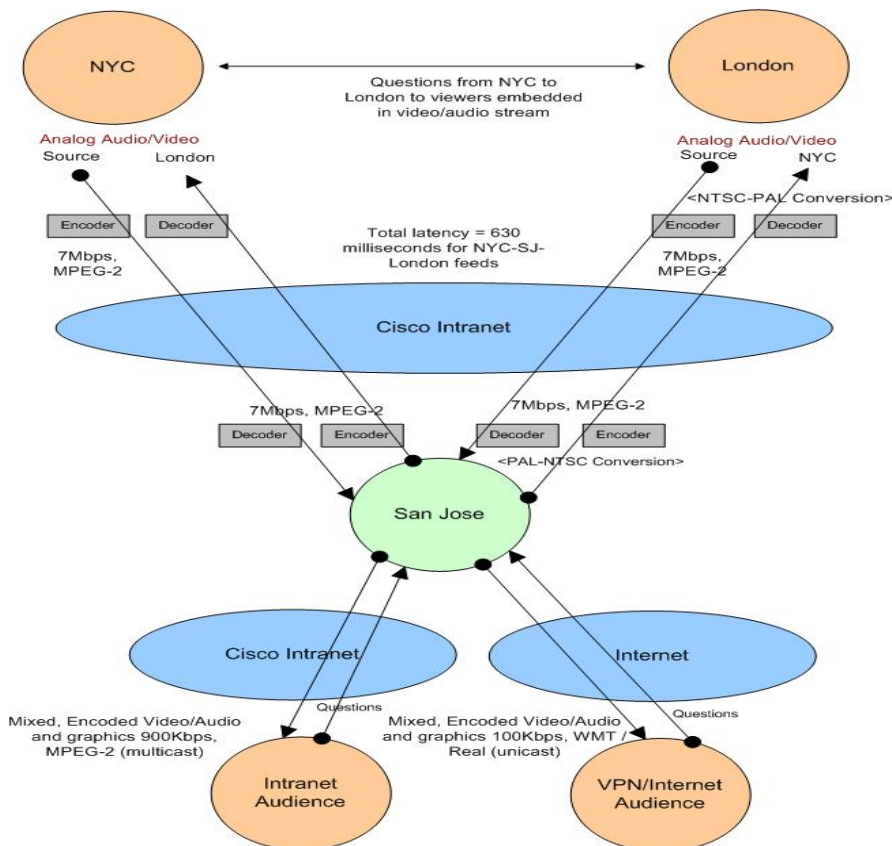 NYC
London
Questions from NYC to
London to viewers embedded
in video/audio stream
Analog Audio/Video
Source
London
Analog Audio/Video
Source
NYC
<NTSC-PAL Conversion>
Encoder
Decoder
Encoder
Decoder
7Mbps,
MPEG-2
Total latency = 630
milliseconds for NYC-SJ-
London feeds
7Mbps,
MPEG-2
Cisco Intranet
7Mbps, MPEG-2
7Mbps, MPEG-2
Decoder
Encoder
Decoder
Encoder
<PAL-NTSC Conversion>
San Jose
Cisco Intranet
Internet
Questions
Questions
Mixed, Encoded Video/Audio
and graphics 900Kbps,
MPEG-2 (multicast)
Mixed, Encoded Video/Audio
and graphics 100Kbps, WMT /
Real (unicast)
Intranet
Audience
VPN/Internet
Audience